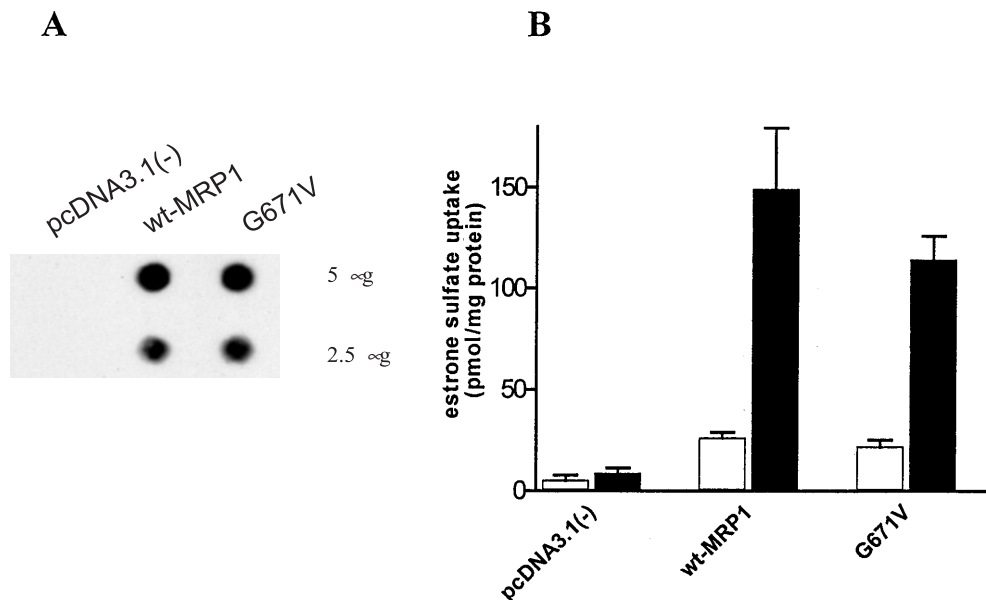 A
pcDNA3.1(-)
wt-MRP1
G671V
5 ∝g
2.5 ∝g
B
estrone sulfate uptake
(pmol/mg protein)
150
100
50
0
pcDNA3.1(-)
wt-MRP1
G671V